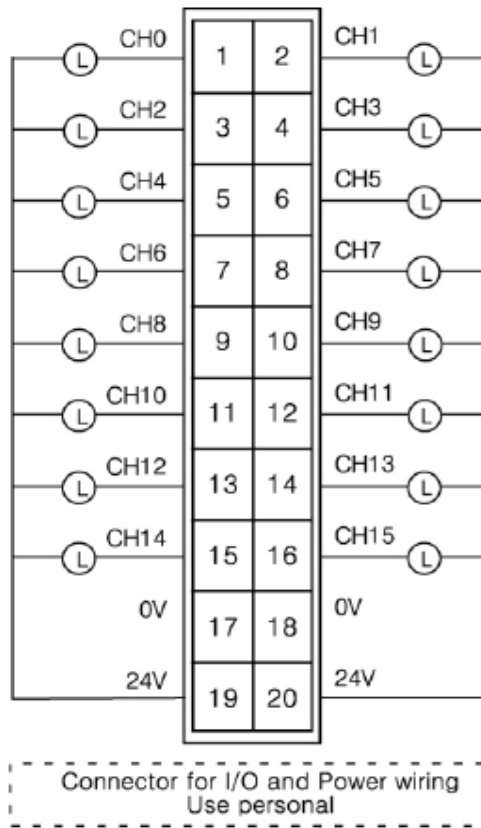 CH0 L 1 2 CH1 L
CH2 L 3 4 CH3 L
CH4 L 5 6 CH5 L
CH6 L 7 8 CH7 L
CH8 L 9 10 CH9 L
CH10 L 11 12 CH11 L
CH12 L 13 14 CH13 L
CH14 L 15 16 CH15 L
0V 17 18 0V
24V 19 20 24V
Connector for I/O and Power wiring
Use personal